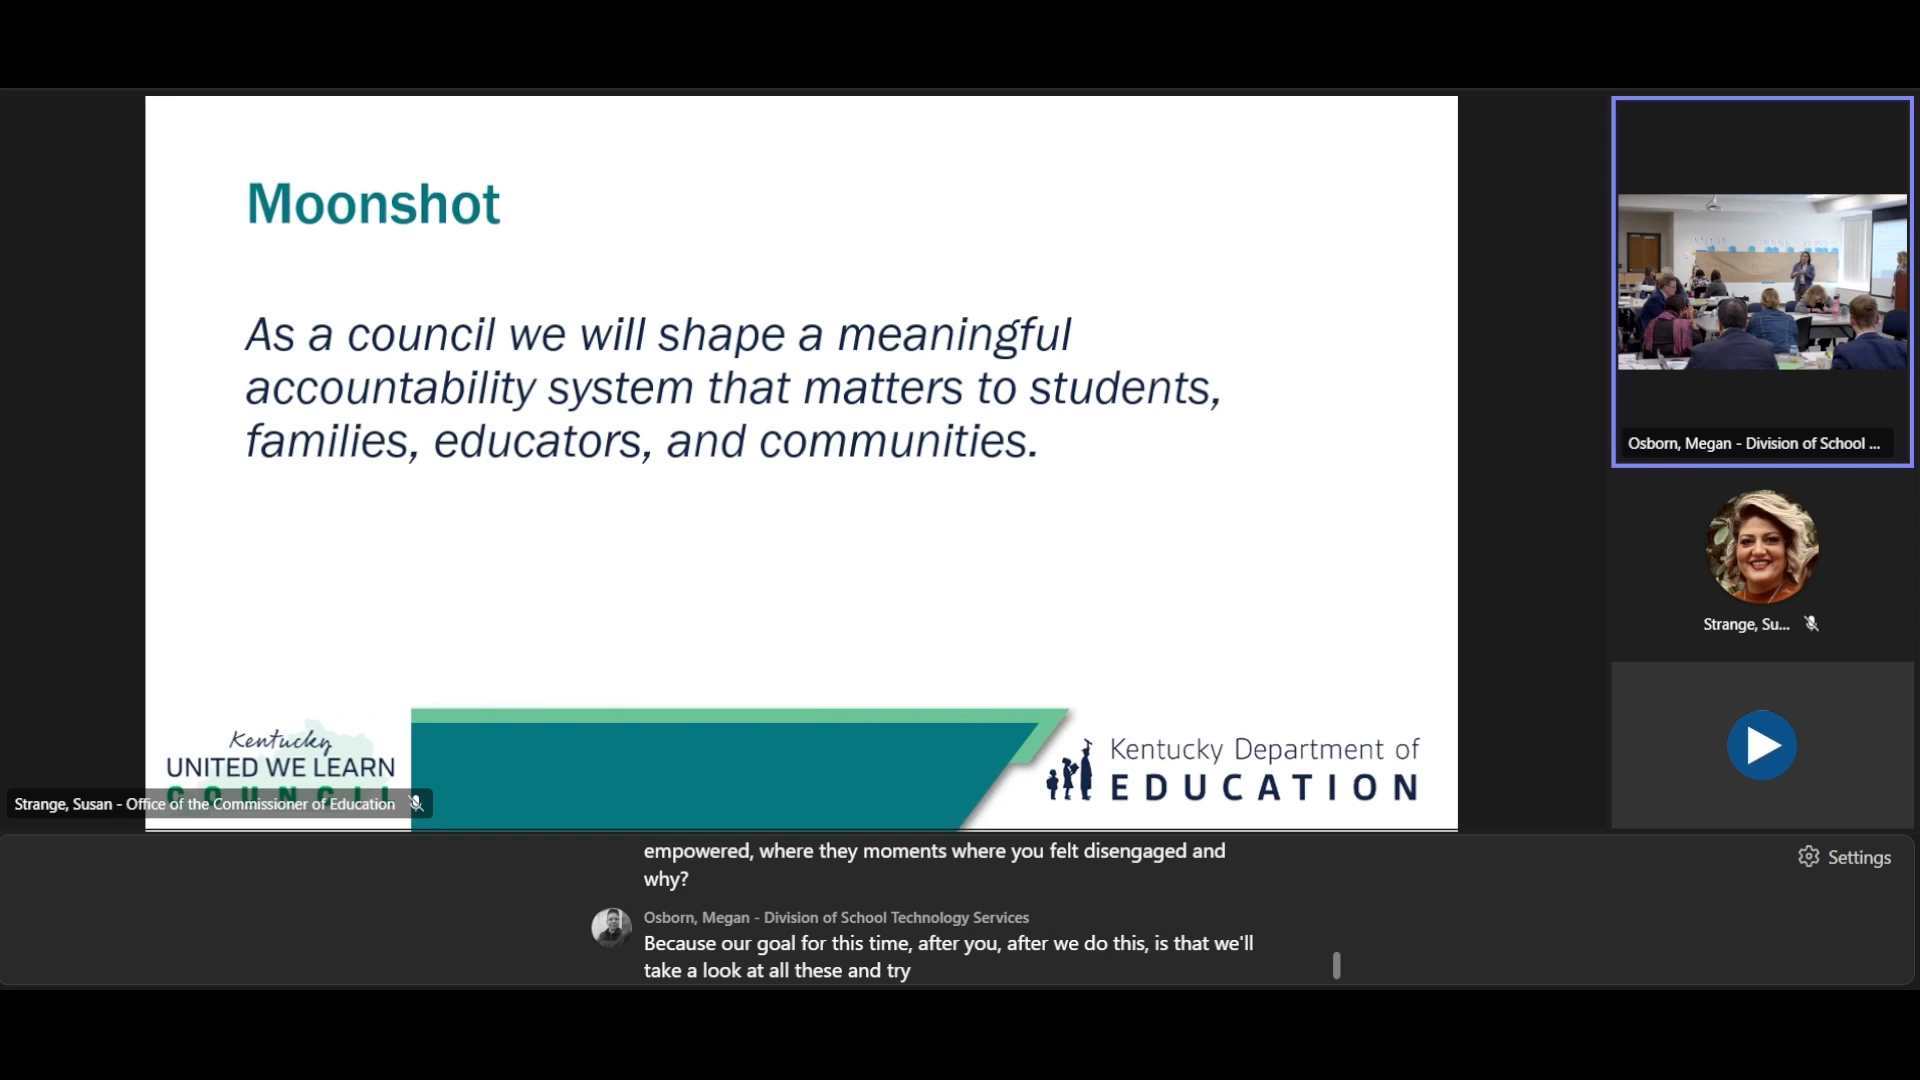 Moonshot
As a council we will shape a meaningful
accountability system that matters to students,
families, educators, and communities.
Kentucky
UNITED WE LEARN
COUNCIL
Kentucky Department of
EDUCATION
Strange, Susan - Office of the Commissioner of Education
Osborn, Megan - Division of School ...
Strange, Su...
empowered, where they moments where you felt disengaged and
why?
Settings
Osborn, Megan - Division of School Technology Services
Because our goal for this time, after you, after we do this, is that we'll
take a look at all these and try